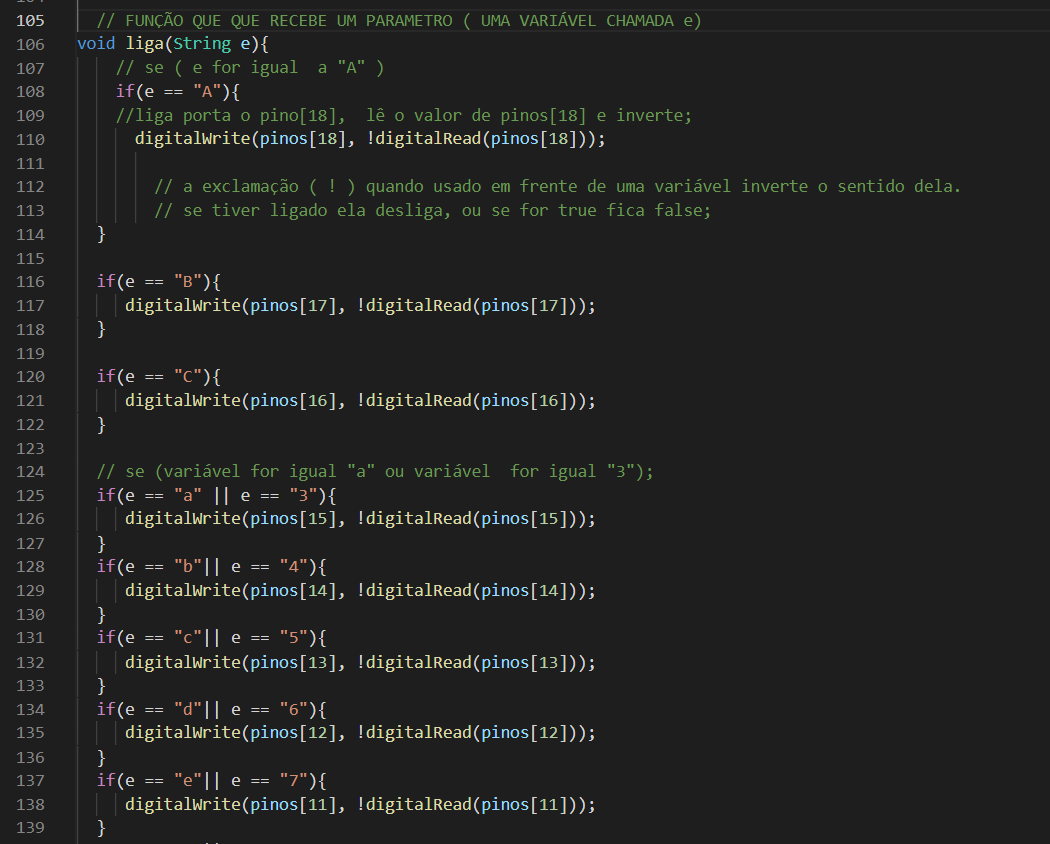 105 // FUNÇÃO QUE QUE RECEBE UM PARAMETRO ( UMA VARIÁVEL CHAMADA e)
106 void liga(String e){
107 // se ( e for igual  a "A" )
108 if(e == "A"){
109 //liga porta o pino[18],  lê o valor de pinos[18] e inverte;
110 digitalWrite(pinos[18], !digitalRead(pinos[18]));
111
112 // a exclamação ( ! ) quando usado em frente de uma variável inverte o sentido dela.
113 // se tiver ligado ela desliga, ou se for true fica false;
114 }
115
116 if(e == "B"){
117 digitalWrite(pinos[17], !digitalRead(pinos[17]));
118 }
119
120 if(e == "C"){
121 digitalWrite(pinos[16], !digitalRead(pinos[16]));
122 }
123
124 // se (variável for igual "a" ou variável  for igual "3");
125 if(e == "a" || e == "3"){
126 digitalWrite(pinos[15], !digitalRead(pinos[15]));
127 }
128 if(e == "b"|| e == "4"){
129 digitalWrite(pinos[14], !digitalRead(pinos[14]));
130 }
131 if(e == "c"|| e == "5"){
132 digitalWrite(pinos[13], !digitalRead(pinos[13]));
133 }
134 if(e == "d"|| e == "6"){
135 digitalWrite(pinos[12], !digitalRead(pinos[12]));
136 }
137 if(e == "e"|| e == "7"){
138 digitalWrite(pinos[11], !digitalRead(pinos[11]));
139 }